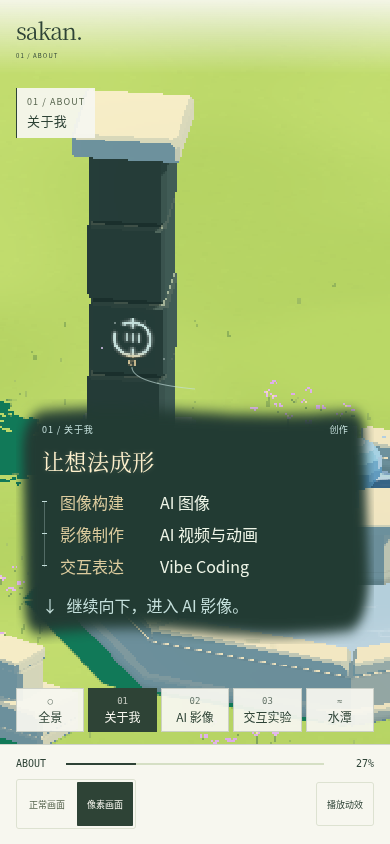 sakan.
01 / ABOUT
01 / ABOUT
关于我
01 / 关于我
创作
让想法成形
图像构建 AI 图像
影像制作 AI 视频与动画
交互表达 Vibe Coding
↓ 继续向下，进入 AI 影像。
○
全景
01
关于我
02
AI 影像
03
交互实验
≈
水潭
ABOUT
27%
正常画面
像素画面
播放动效